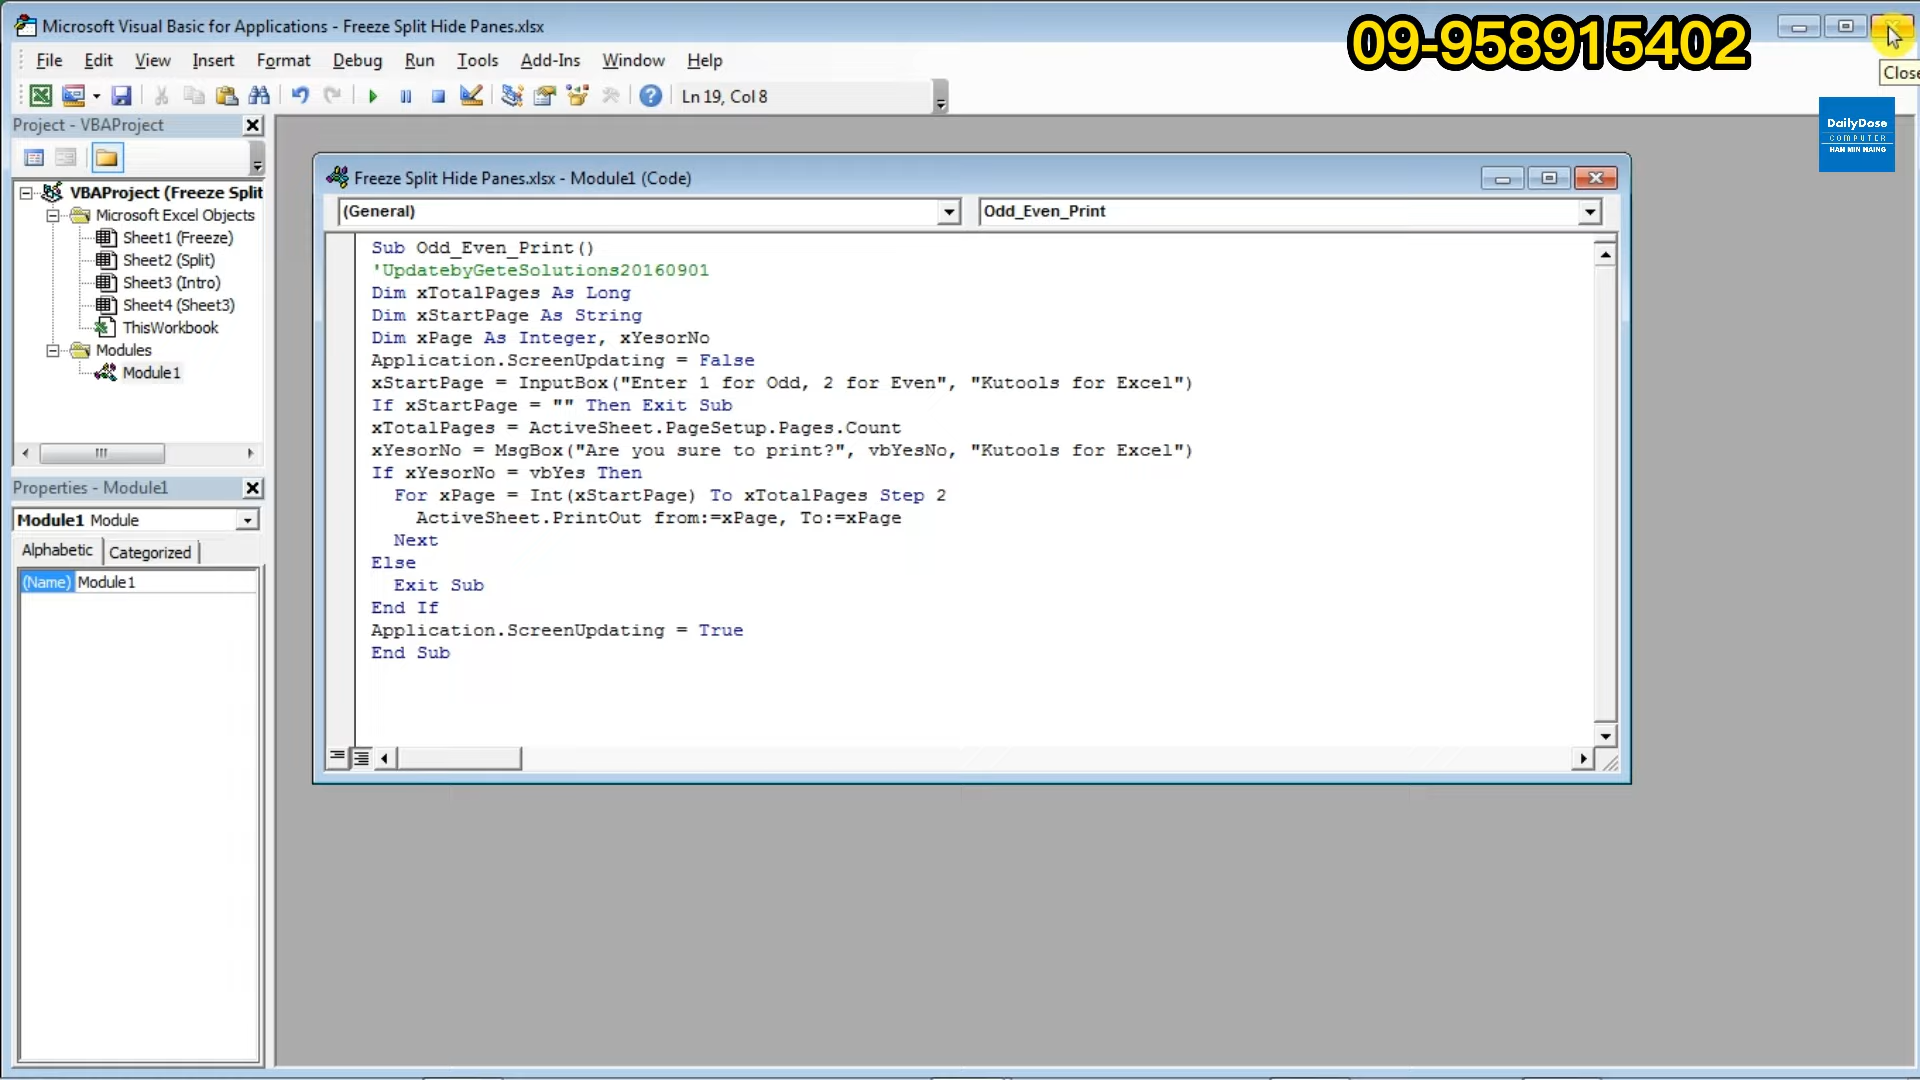 Microsoft Visual Basic for Applications - Freeze Split Hide Panes.xlsx
09-958915402
File Edit View Insert Format Debug Run Tools Add-Ins Window Help
Close
Ln 19, Col 8
DailyDose
COMPUTER
HAN MIN NAING
Project - VBAProject
VBAProject (Freeze Split
Microsoft Excel Objects
Sheet1 (Freeze)
Sheet2 (Split)
Sheet3 (Intro)
Sheet4 (Sheet3)
ThisWorkbook
Modules
Module1
Properties - Module1
Module1 Module
Alphabetic Categorized
(Name) Module1
Freeze Split Hide Panes.xlsx - Module1 (Code)
(General) Odd_Even_Print
Sub Odd_Even_Print()
'UpdatebyGeteSolutions20160901
Dim xTotalPages As Long
Dim xStartPage As String
Dim xPage As Integer, xYesorNo
Application.ScreenUpdating = False
xStartPage = InputBox("Enter 1 for Odd, 2 for Even", "Kutools for Excel")
If xStartPage = "" Then Exit Sub
xTotalPages = ActiveSheet.PageSetup.Pages.Count
xYesorNo = MsgBox("Are you sure to print?", vbYesNo, "Kutools for Excel")
If xYesorNo = vbYes Then
For xPage = Int(xStartPage) To xTotalPages Step 2
ActiveSheet.PrintOut from:=xPage, To:=xPage
Next
Else
Exit Sub
End If
Application.ScreenUpdating = True
End Sub